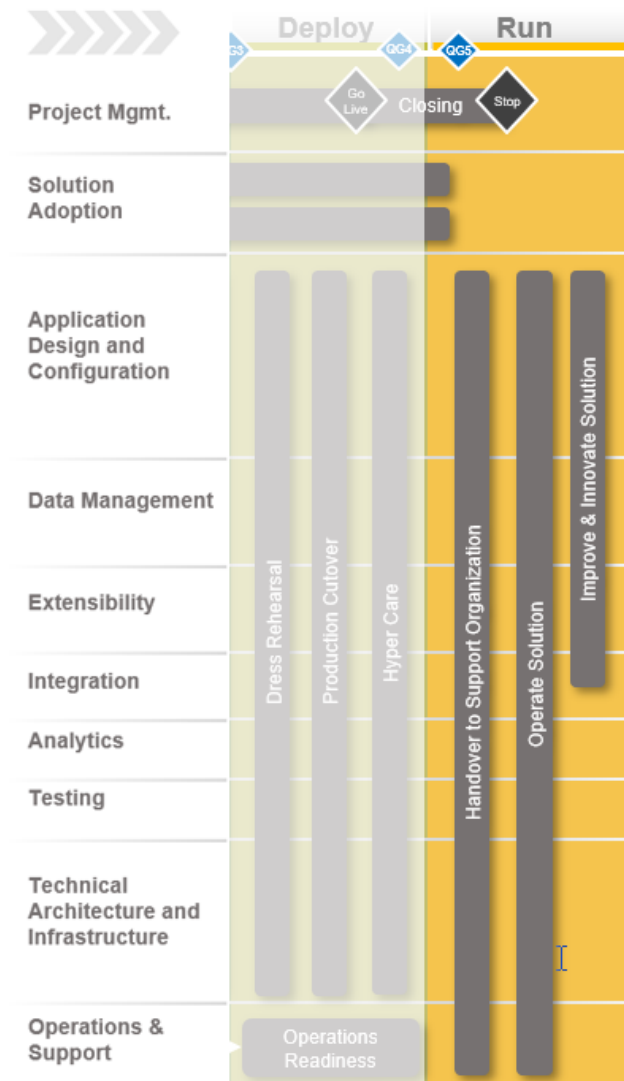 Deploy
Run
G3
QG4
QG5
Project Mgmt.
Go
Live
Closing
Stop
Solution
Adoption
Application
Design and
Configuration
Data Management
Extensibility
Integration
Analytics
Testing
Technical
Architecture and
Infrastructure
Operations &
Support
Dress Rehearsal
Production Cutover
Hyper Care
Handover to Support Organization
Operate Solution
Improve & Innovate Solution
Operations
Readiness